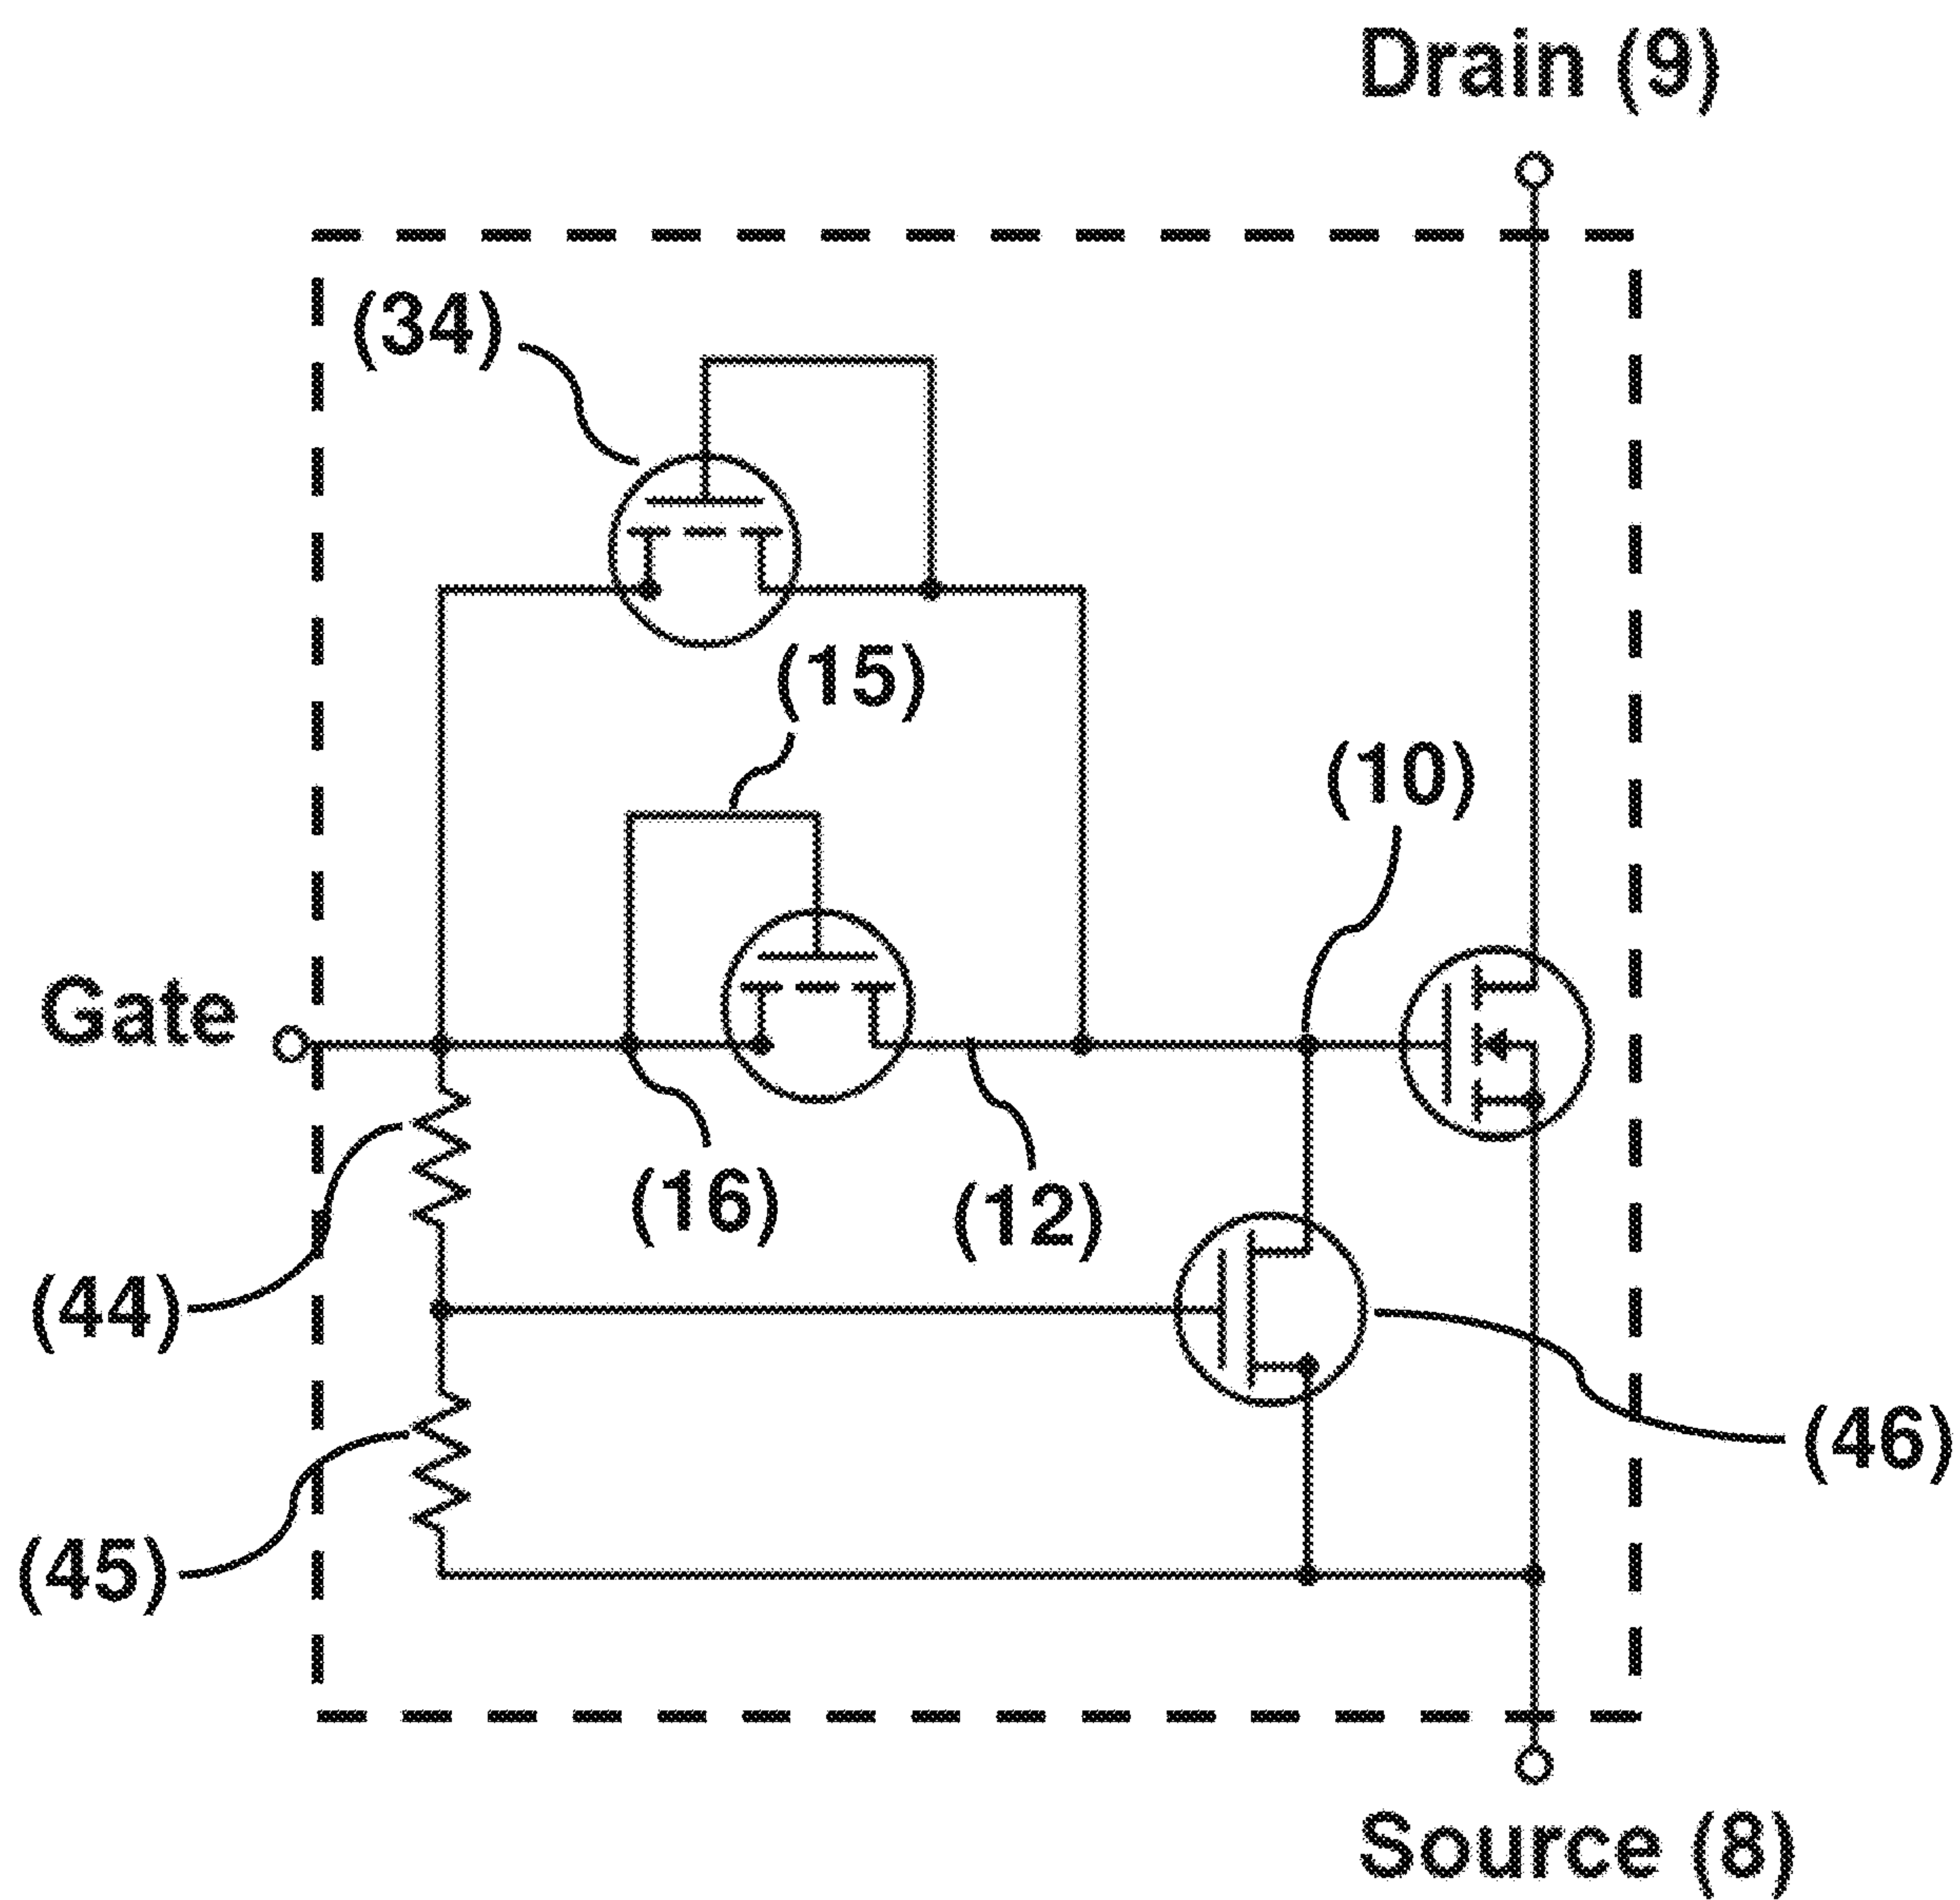 Drain (9)
(34)
(15)
(10)
Gate
(16)
(12)
(44)
(46)
(45)
Source (8)